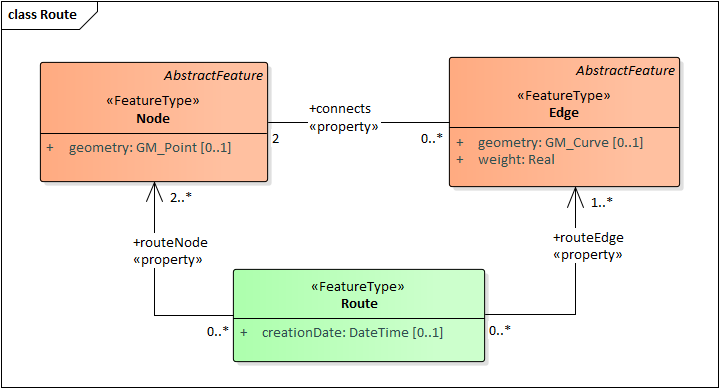 class Route
AbstractFeature
«FeatureType»
Node
+ geometry: GM_Point [0..1]
+connects
«property»
2
0..*
AbstractFeature
«FeatureType»
Edge
+ geometry: GM_Curve [0..1]
+ weight: Real
2..*
+routeNode
«property»
0..*
1..*
+routeEdge
«property»
0..*
«FeatureType»
Route
+ creationDate: DateTime [0..1]